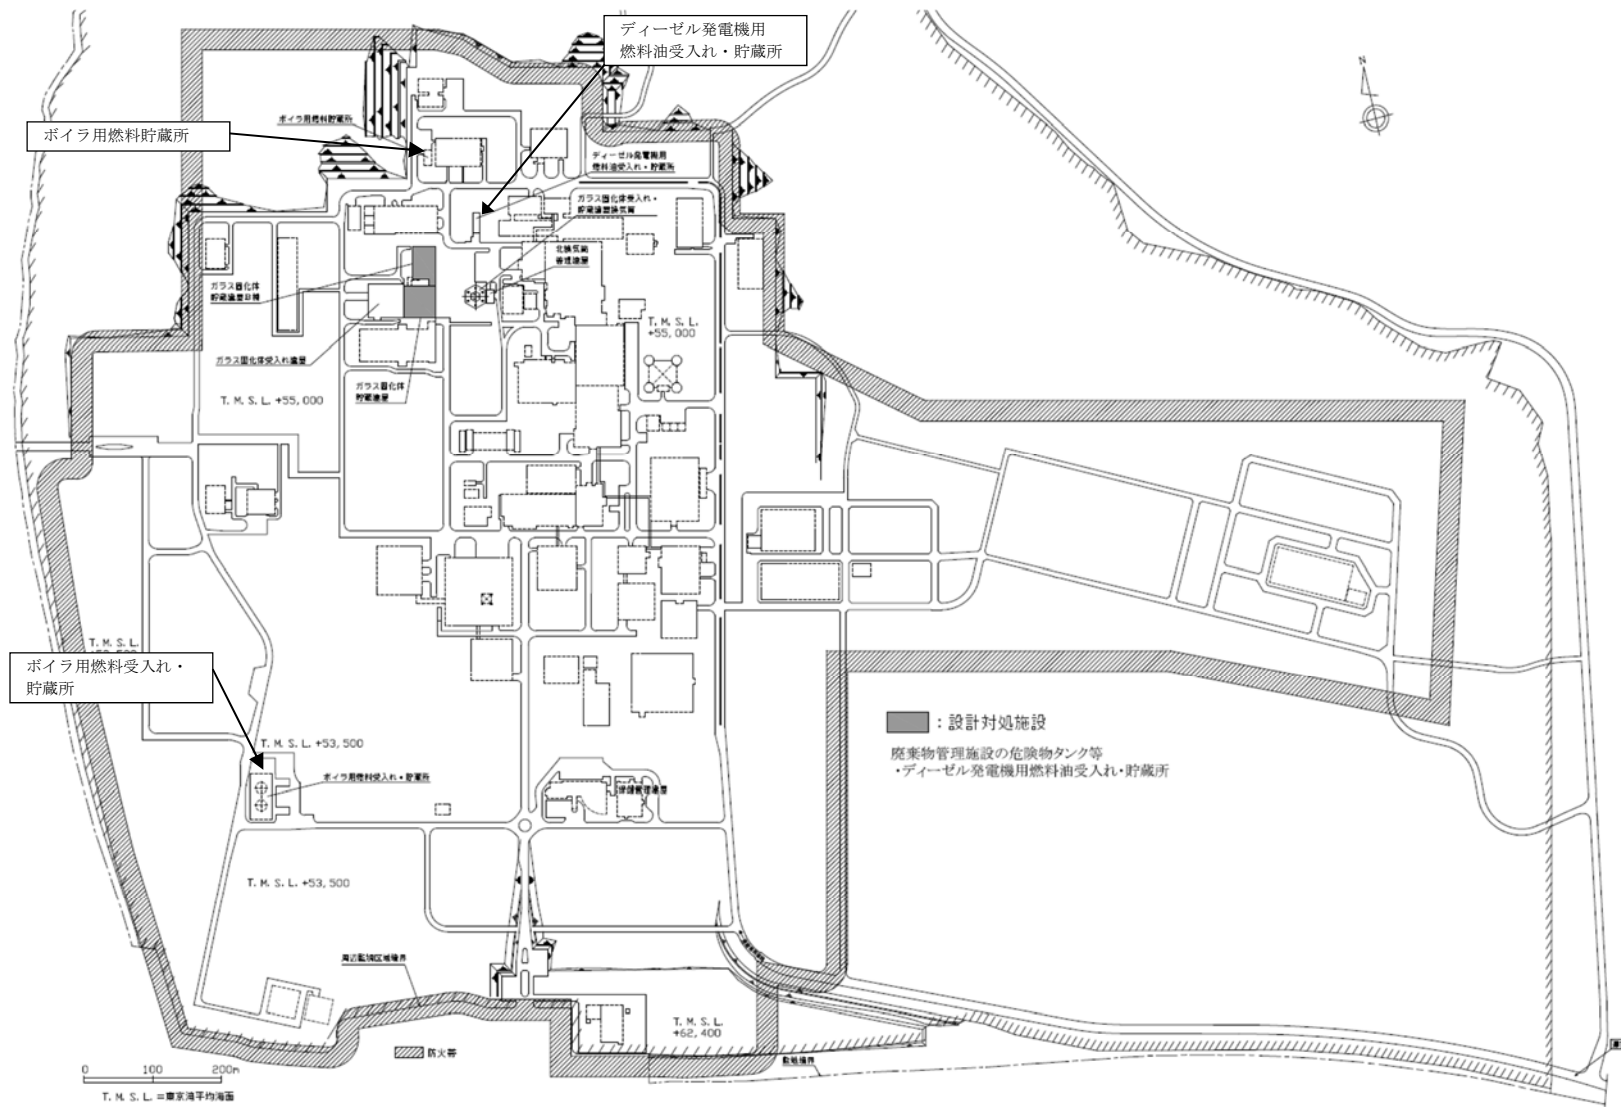 ディーゼル発電機用
燃料油受入れ・貯蔵所
N
ボイラ用燃料貯蔵所
ボイラ用燃料貯蔵所
ディーゼル発電機用
燃料油受入れ・貯蔵所
ガラス固化体受入れ・
貯蔵建屋換気筒
北換気筒
管理建屋
ガラス固化体
貯蔵建屋B棟
T. M. S. L.
+55,000
ガラス固化体受入れ建屋
ガラス固化体
貯蔵建屋
T. M. S. L. +55,000
T. M. S. L.
ボイラ用燃料受入れ・
貯蔵所
：設計対処施設
廃棄物管理施設の危険物タンク等
・ディーゼル発電機用燃料油受入れ・貯蔵所
T. M. S. L. +53,500
ボイラ用燃料受入れ・貯蔵所
保健管理建屋
T. M. S. L. +53,500
周辺監視区域境界
T. M. S. L.
+62,400
防火帯
敷地境界
0 100 200m
T. M. S. L. =東京湾平均海面